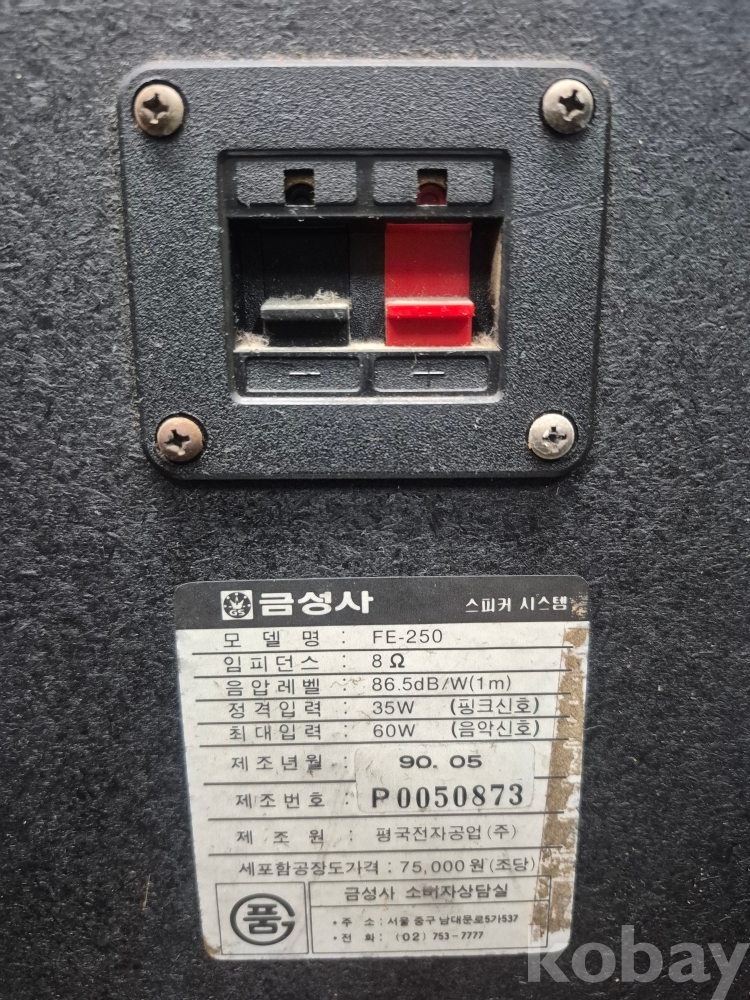 − +
GS 금성사 스피커 시스템
모 델 명 : FE-250
임피던스 : 8Ω
음압레벨 : 86.5dB/W(1m)
정격입력 : 35W (핑크신호)
최대입력 : 60W (음악신호)
제조년월 : 90. 05
제조번호 : P0050873
제 조 원 : 평국전자공업(주)
세포함공장도가격 : 75,000원(조당)
품
금성사 소비자상담실
• 주 소 : 서울 중구 남대문로5가537
• 전 화 : (02) 753-7777
kobay